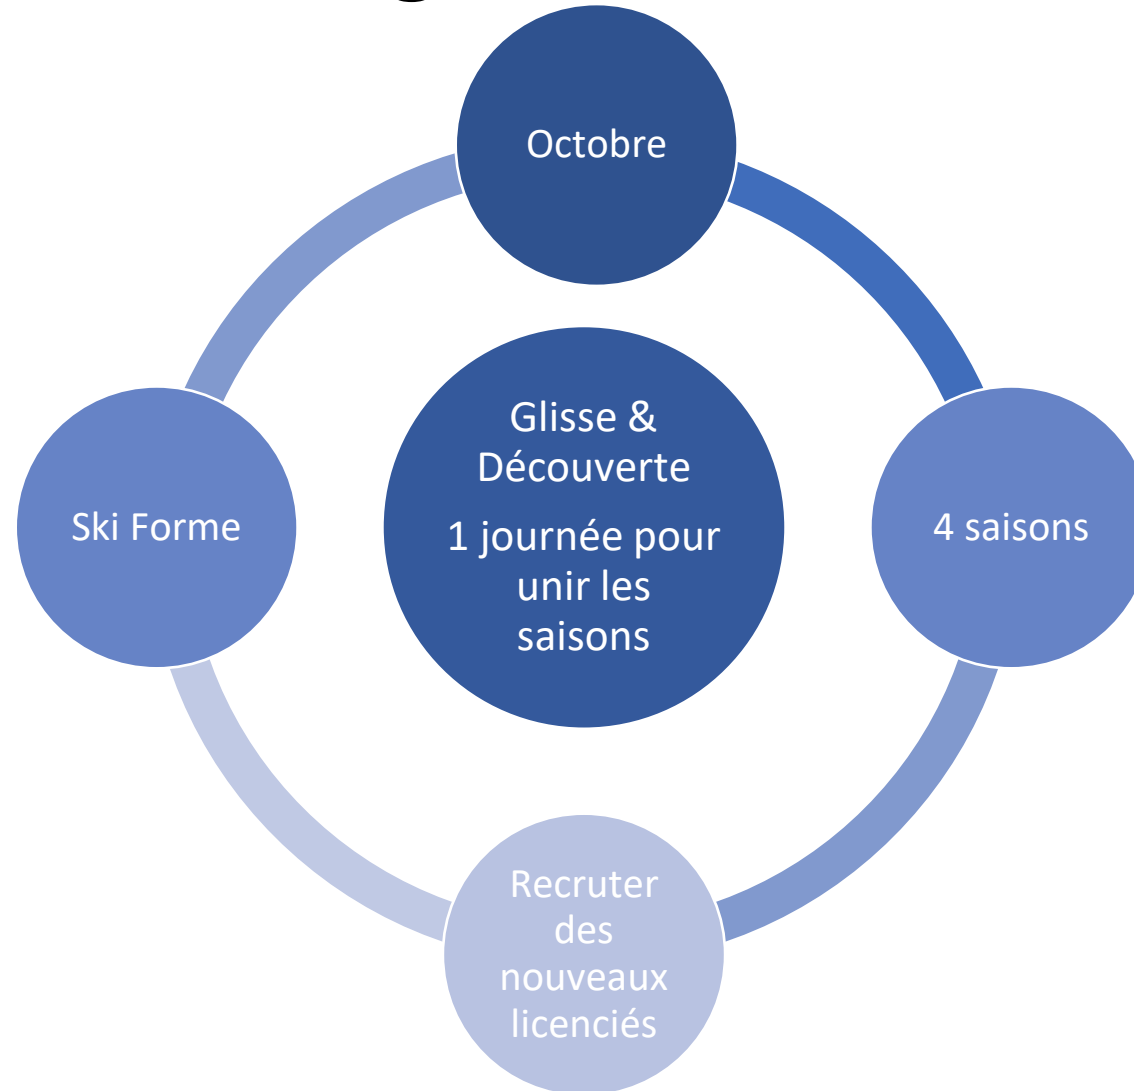 Octobre
Glisse &
Découverte
1 journée pour
unir les
saisons
Ski Forme
4 saisons
Recruter
des
nouveaux
licenciés